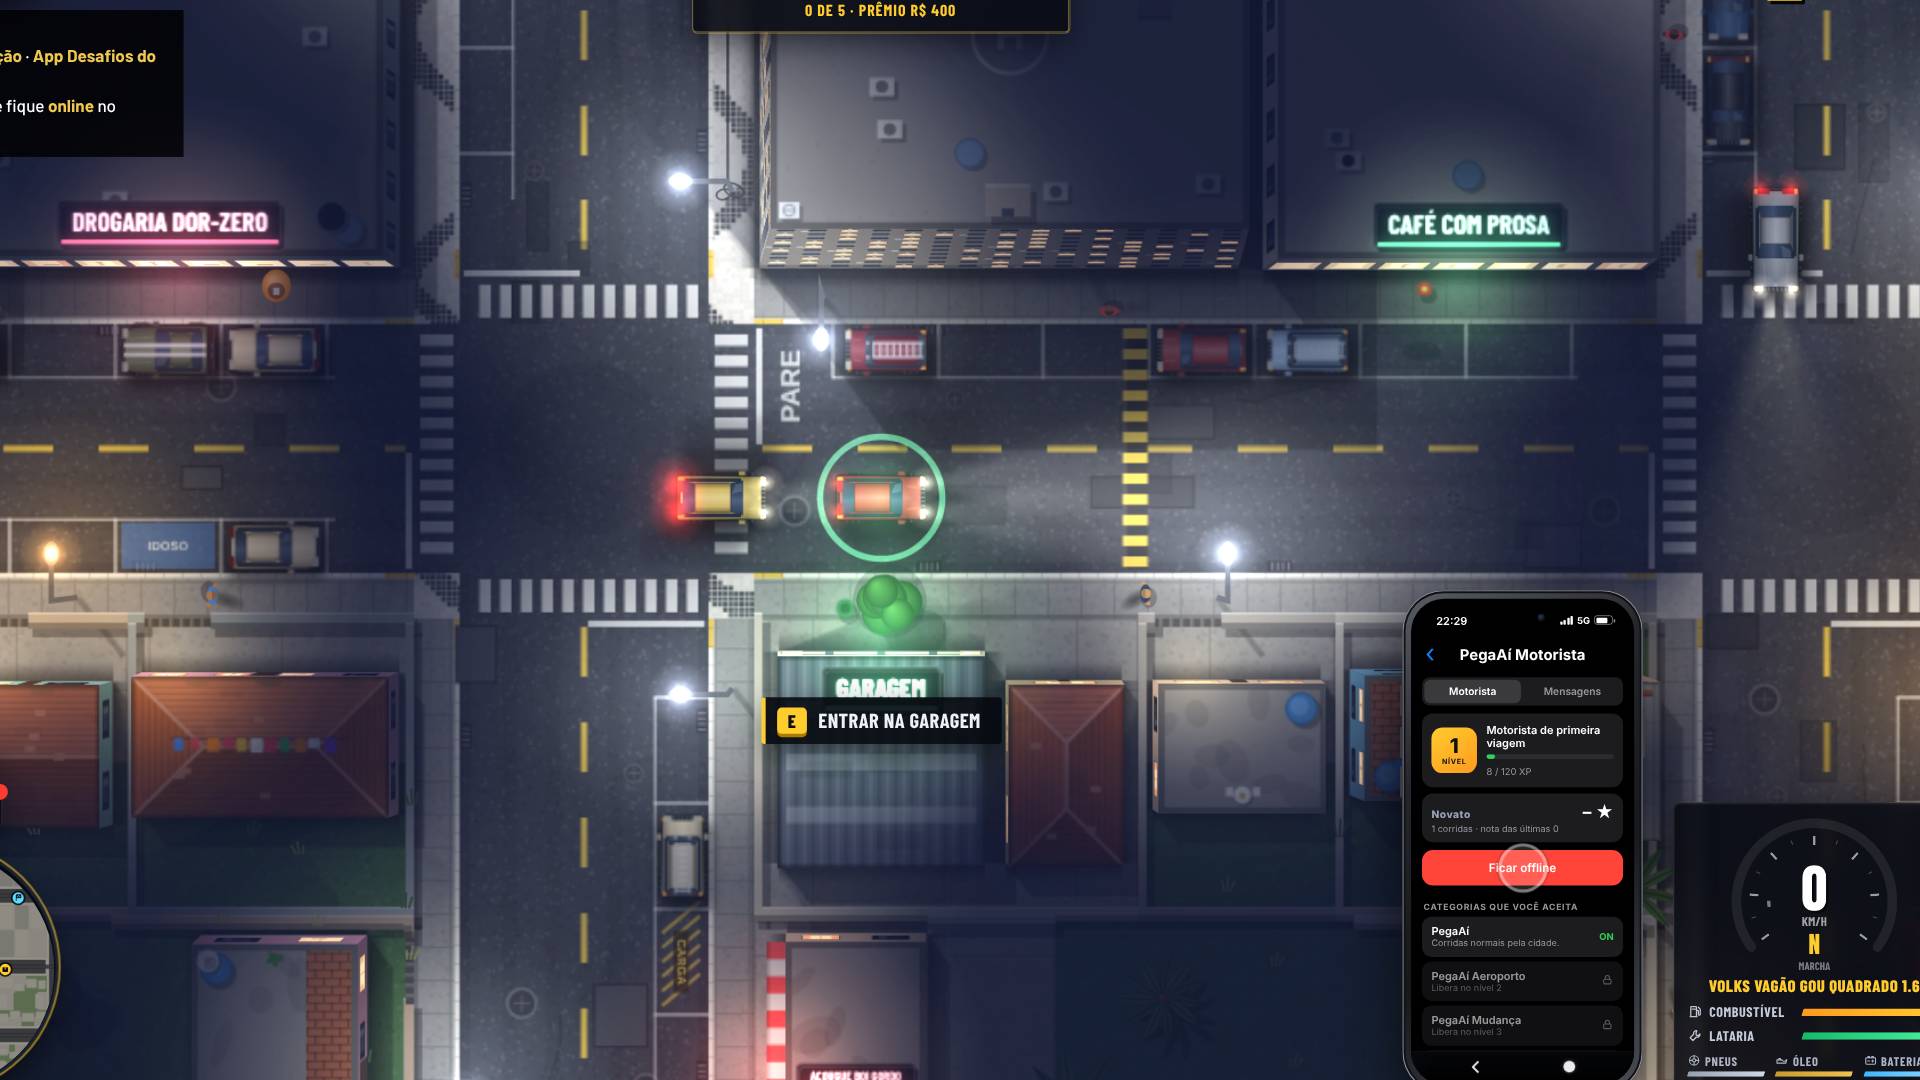 0 DE 5 · PRÊMIO R$ 400
ção · App Desafios do
e fique online no
DROGARIA DOR-ZERO
CAFÉ COM PROSA
PARE
IDOSO
GARAGEM
E ENTRAR NA GARAGEM
CARGA
22:29
5G
PegaAí Motorista
Motorista
Mensagens
1
NÍVEL
Motorista de primeira
viagem
8 / 120 XP
Novato
– ★
1 corridas · nota das últimas 0
Ficar offline
CATEGORIAS QUE VOCÊ ACEITA
PegaAí
Corridas normais pela cidade.
ON
PegaAí Aeroporto
Libera no nível 2
PegaAí Mudança
Libera no nível 3
0
KM/H
N
MARCHA
VOLKS VAGÃO GOU QUADRADO 1.6
COMBUSTÍVEL
LATARIA
PNEUS
ÓLEO
BATERIA